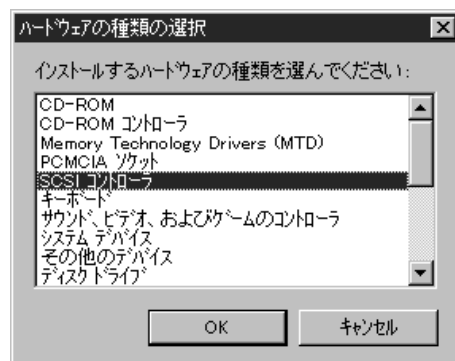 ﾊｰﾄﾞｳｪｱの種類の選択
ｲﾝｽﾄｰﾙするﾊｰﾄﾞｳｪｱの種類を選んでください:
CD-ROM
CD-ROM ｺﾝﾄﾛｰﾗ
Memory Technology Drivers (MTD)
PCMCIA ｿｹｯﾄ
SCSI ｺﾝﾄﾛｰﾗ
ｷｰﾎﾞｰﾄﾞ
ｻｳﾝﾄﾞ、ﾋﾞﾃﾞｵ、およびｹﾞｰﾑのｺﾝﾄﾛｰﾗ
ｼｽﾃﾑ ﾃﾞﾊﾞｲｽ
その他のﾃﾞﾊﾞｲｽ
ﾃﾞｨｽｸ ﾄﾞﾗｲﾌﾞ
OK
ｷｬﾝｾﾙ